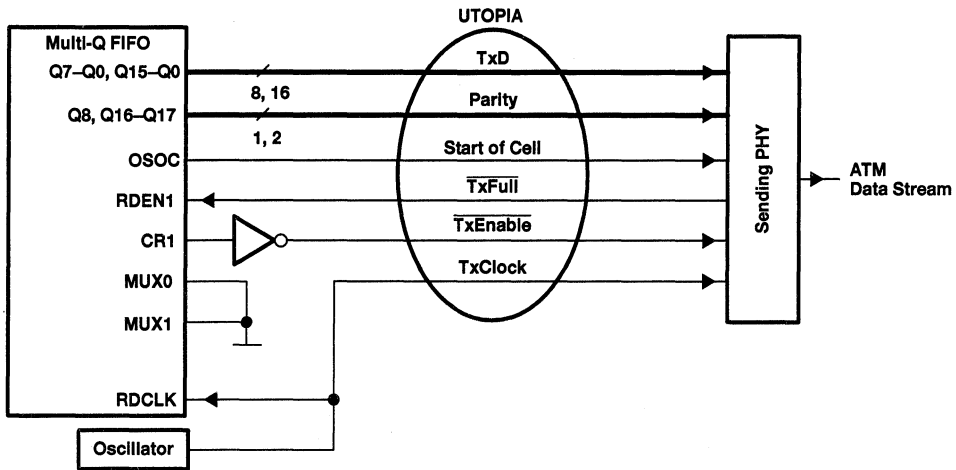 UTOPIA
Multi-Q FIFO
Q7–Q0, Q15–Q0
8, 16
TxD
Q8, Q16–Q17
1, 2
Parity
OSOC
Start of Cell
RDEN1
TxFull
CR1
TxEnable
MUX0
TxClock
MUX1
RDCLK
Oscillator
Sending PHY
ATM
Data Stream